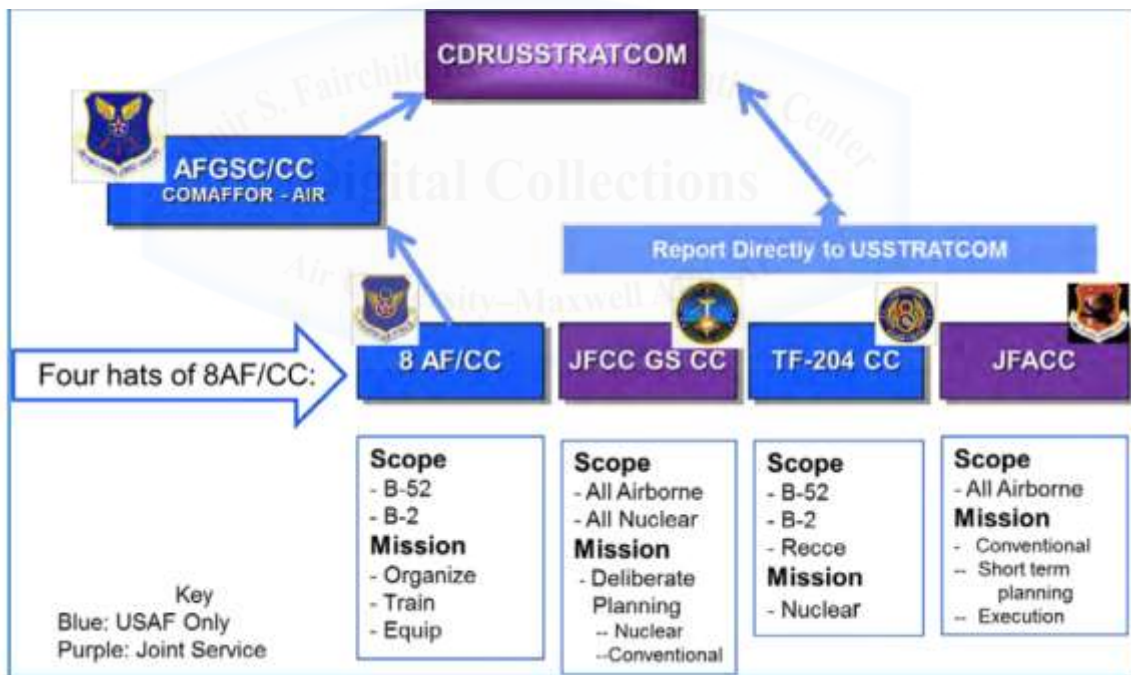 CDRUSSTRATCOM
AFGSC/CC
COMAFFOR - AIR
Digital Collections
Report Directly to USSTRATCOM
Four hats of 8AF/CC:
8 AF/CC
JFCC GS CC
TF-204 CC
JFACC
Scope
- B-52
- B-2
Mission
- Organize
- Train
- Equip
Scope
- All Airborne
- All Nuclear
Mission
- Deliberate
Planning
-- Nuclear
--Conventional
Scope
- B-52
- B-2
- Recce
Mission
- Nuclear
Scope
- All Airborne
Mission
- Conventional
-- Short term
planning
-- Execution
Key
Blue: USAF Only
Purple: Joint Service